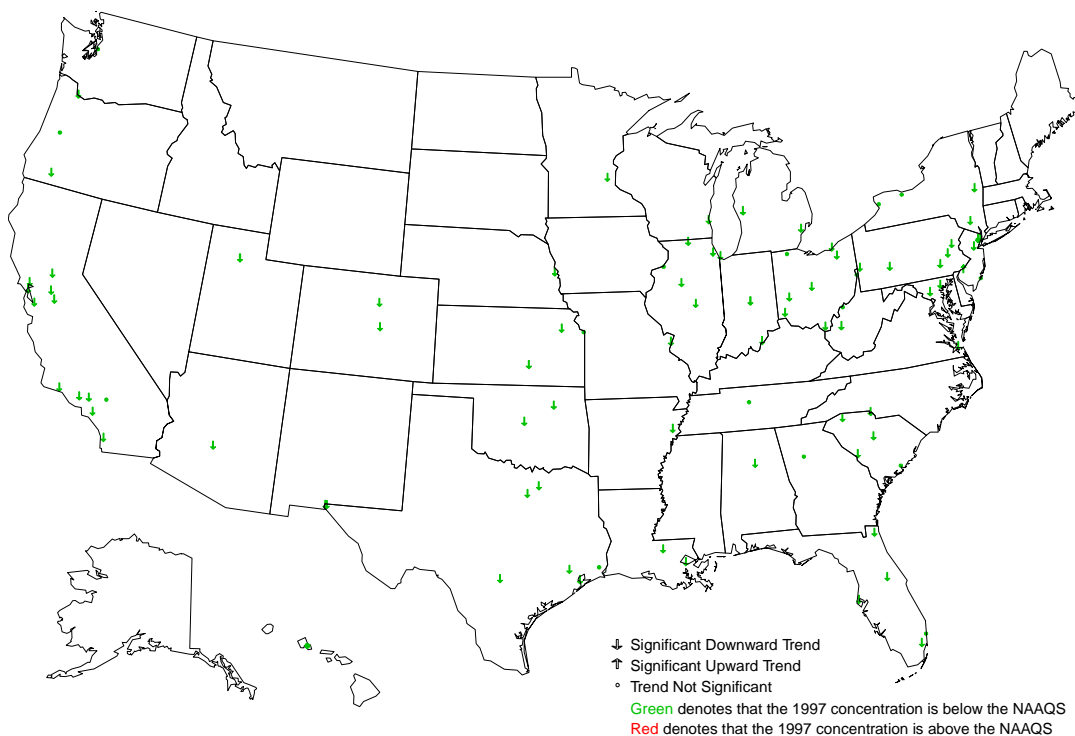 Significant Downward Trend
Significant Upward Trend
Trend Not Significant
Green denotes that the 1997 concentration is below the NAAQS
Red denotes that the 1997 concentration is above the NAAQS